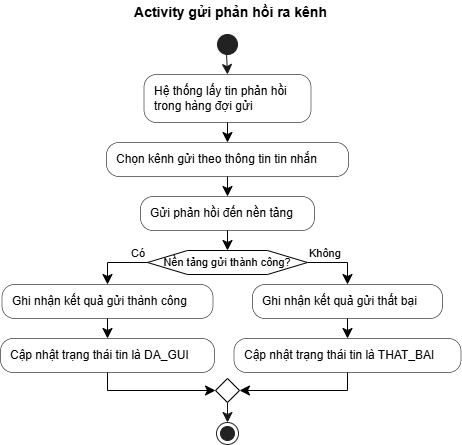 Activity gửi phản hồi ra kênh
Hệ thống lấy tin phản hồi
trong hàng đợi gửi
Chọn kênh gửi theo thông tin tin nhắn
Gửi phản hồi đến nền tảng
Nền tảng gửi thành công?
Có
Không
Ghi nhận kết quả gửi thành công
Ghi nhận kết quả gửi thất bại
Cập nhật trạng thái tin là DA_GUI
Cập nhật trạng thái tin là THAT_BAI